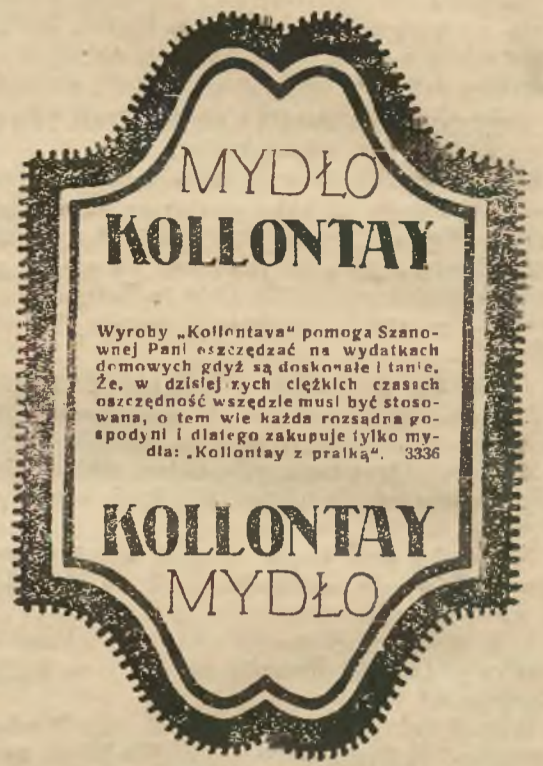 MYDŁO
KOLLONTAY
Wyroby „Kollontaya“ pomogą Szano-
wnej Pani oszczędzać na wydatkach
domowych gdyż są doskonałe i tanie.
Że, w dzisiejszych ciężkich czasach
oszczędność wszędzie musi być stoso-
wana, o tem wie każda rozsądna go-
spodyni i dlatego zakupuje tylko my-
dła: „Kollontay z pralką“. 3336
KOLLONTAY
MYDŁO